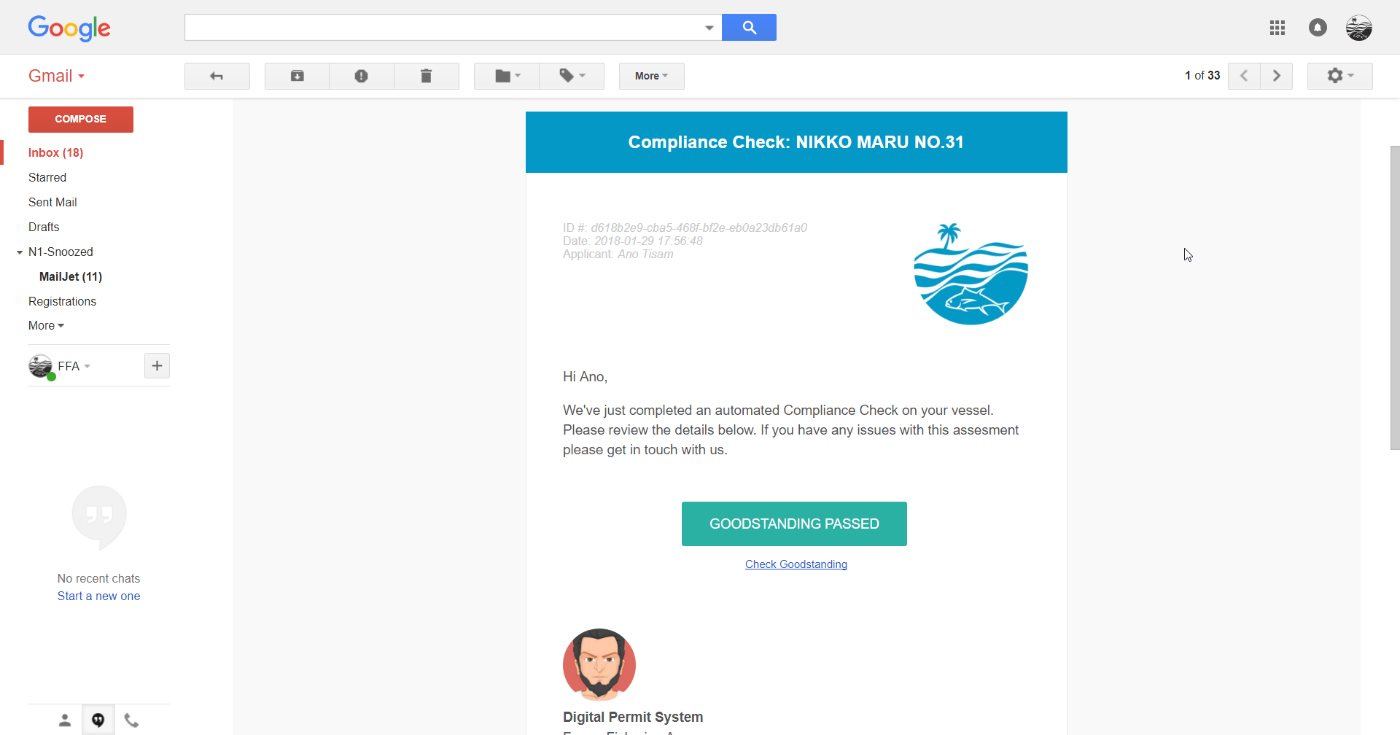 Google
Gmail
More
1 of 33
COMPOSE
Inbox (18)
Starred
Sent Mail
Drafts
N1-Snoozed
MailJet (11)
Registrations
More
FFA
No recent chats
Start a new one
Compliance Check: NIKKO MARU NO.31
ID #: d618b2e9-cba5-468f-bf2e-eb0a23db61a0
Date: 2018-01-29 17:56:48
Applicant: Ano Tisam
Hi Ano,
We've just completed an automated Compliance Check on your vessel.
Please review the details below. If you have any issues with this assesment
please get in touch with us.
GOODSTANDING PASSED
Check Goodstanding
Digital Permit System